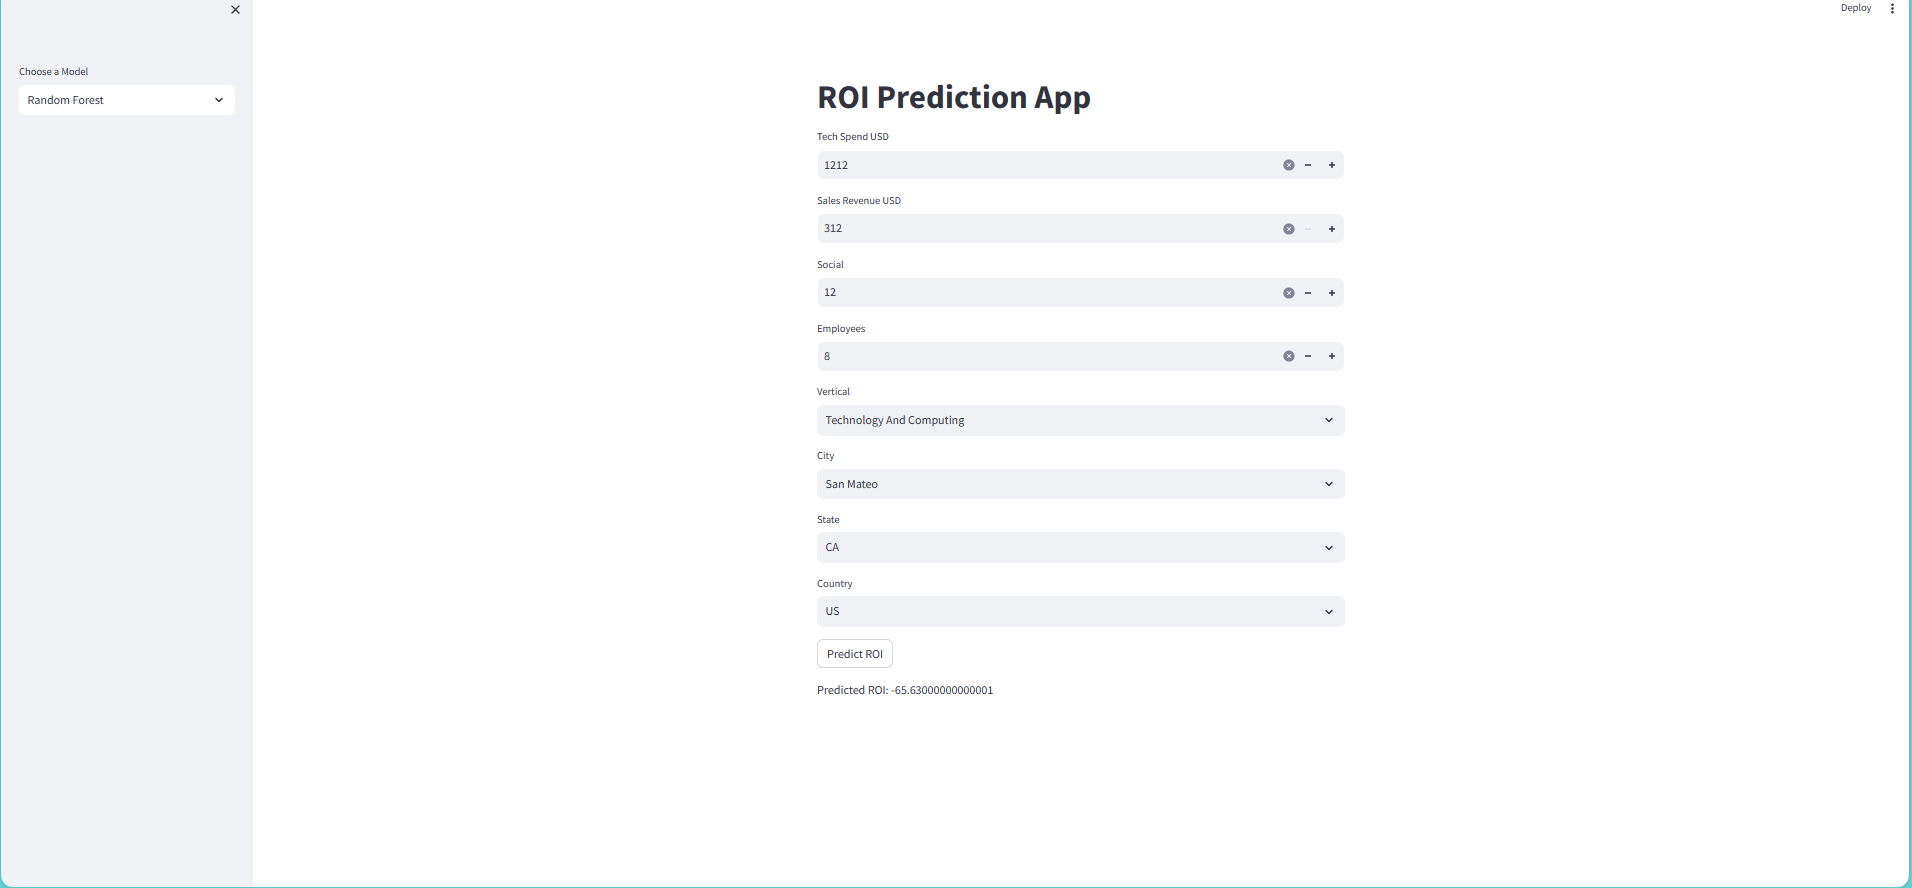 Deploy
Choose a Model
Random Forest
ROI Prediction App
Tech Spend USD
1212
Sales Revenue USD
312
Social
12
Employees
8
Vertical
Technology And Computing
City
San Mateo
State
CA
Country
US
Predict ROI
Predicted ROI: -65.63000000000001